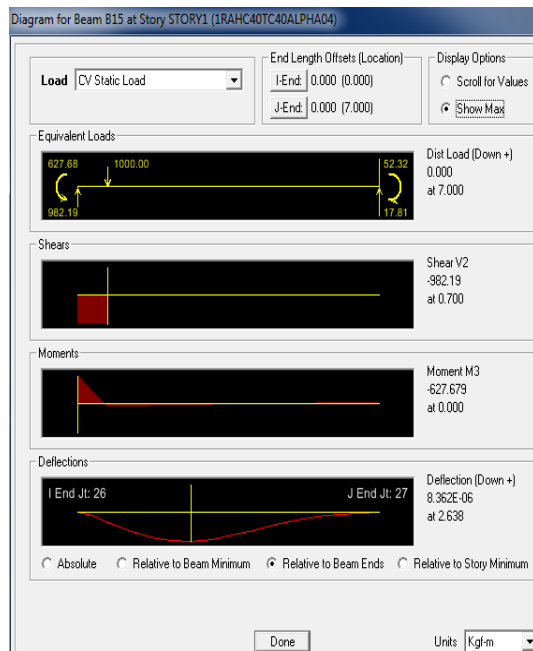 Diagram for Beam B15 at Story STORY1 (1RAHC40TC40ALPHA04)
Load CV Static Load
End Length Offsets (Location)
I-End: 0.000 (0.000)
J-End: 0.000 (7.000)
Display Options
Scroll for Values
Show Max
Equivalent Loads
627.68 1000.00 52.32
982.19 17.81
Dist Load (Down +)
0.000
at 7.000
Shears
Shear V2
-982.19
at 0.700
Moments
Moment M3
-627.679
at 0.000
Deflections
I End Jt: 26 J End Jt: 27
Deflection (Down +)
8.362E-06
at 2.638
Absolute Relative to Beam Minimum Relative to Beam Ends Relative to Story Minimum
Done Units Kgf-m